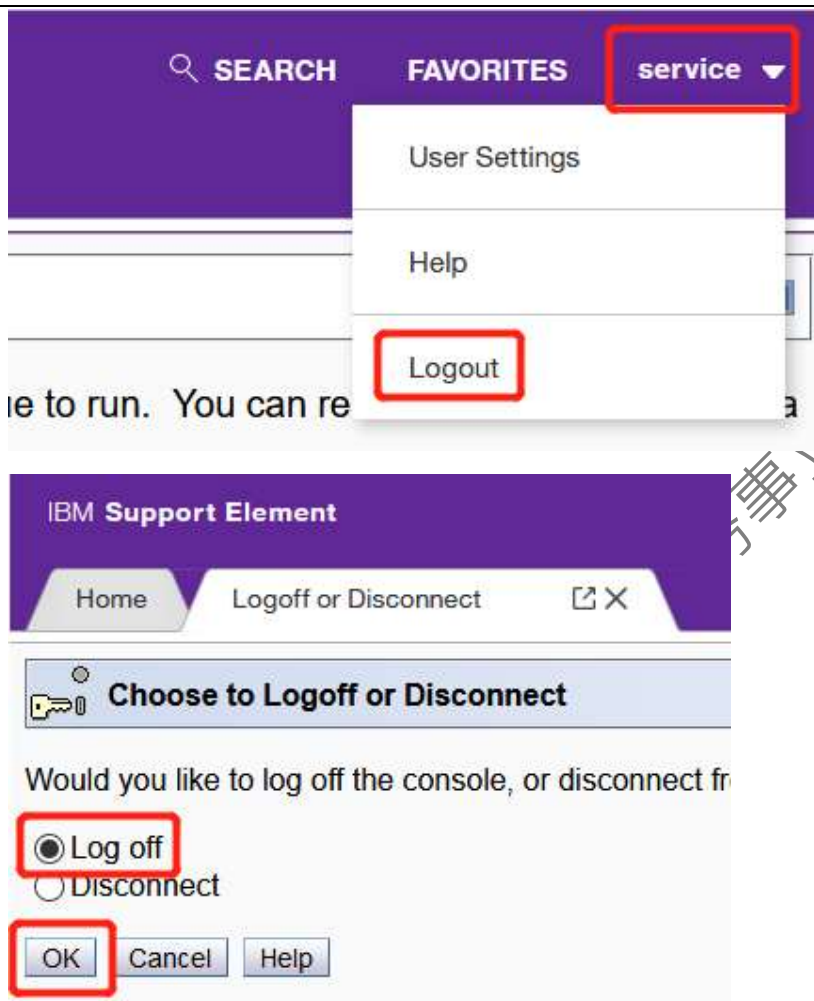 SEARCH FAVORITES service
User Settings
Help
Logout
e to run. You can re
a
IBM Support Element
Home Logoff or Disconnect
Choose to Logoff or Disconnect
Would you like to log off the console, or disconnect fr
Log off
Disconnect
OK Cancel Help
事